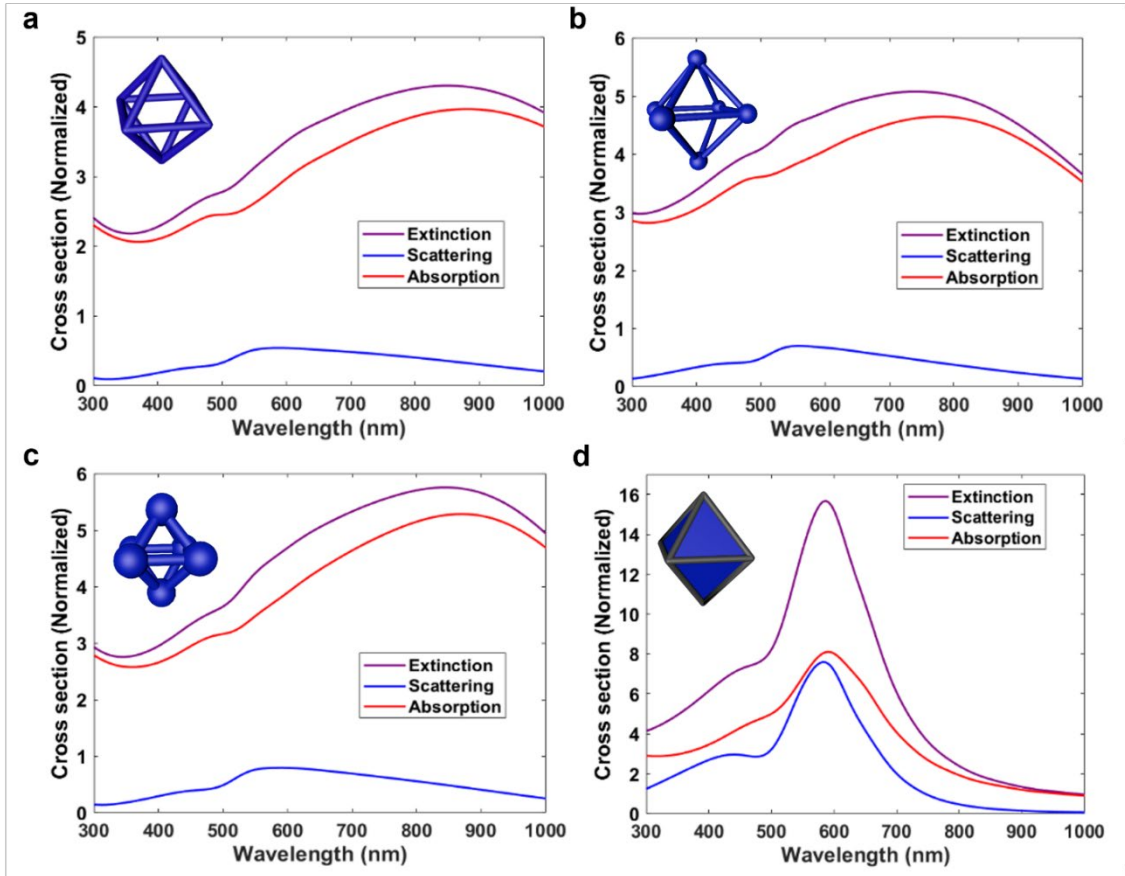 a
Cross section (Normalized)
5
4
3
2
1
0
Extinction
Scattering
Absorption
300 400 500 600 700 800 900 1000
Wavelength (nm)
b
Cross section (Normalized)
6
5
4
3
2
1
0
Extinction
Scattering
Absorption
300 400 500 600 700 800 900 1000
Wavelength (nm)
c
Cross section (Normalized)
6
5
4
3
2
1
0
Extinction
Scattering
Absorption
300 400 500 600 700 800 900 1000
Wavelength (nm)
d
Cross section (Normalized)
16
14
12
10
8
6
4
2
0
Extinction
Scattering
Absorption
300 400 500 600 700 800 900 1000
Wavelength (nm)